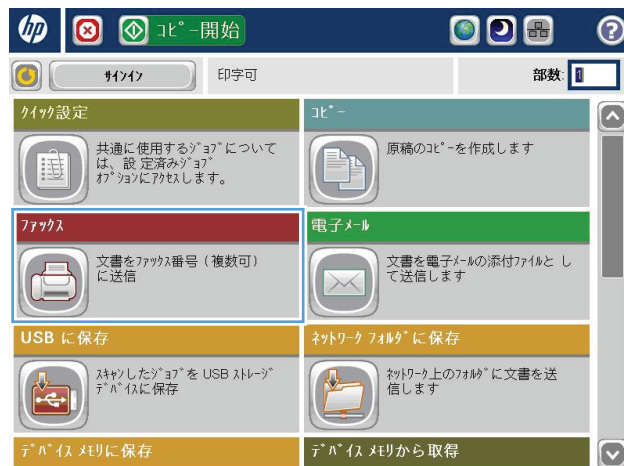 hp
ｺﾋﾟｰ開始
?
ｻｲﾝｲﾝ
印字可
部数: 1
ｸｲｯｸ設定
共通に使用するｼﾞｮﾌﾞについて
は、設 定済みｼﾞｮﾌﾞ
ｵﾌﾟｼｮﾝにｱｸｾｽします。
ｺﾋﾟｰ
原稿のｺﾋﾟｰを作成します
ﾌｧｯｸｽ
文書をﾌｧｯｸｽ番号 (複数可)
に送信
電子ﾒｰﾙ
文書を電子ﾒｰﾙの添付ﾌｧｲﾙと し
て送信します
USB に保存
ｽｷｬﾝしたｼﾞｮﾌﾞを USB ｽﾄﾚｰｼﾞ
ﾃﾞﾊﾞｲｽに保存
ﾈｯﾄﾜｰｸ ﾌｫﾙﾀﾞに保存
ﾈｯﾄﾜｰｸ上のﾌｫﾙﾀﾞに文書を送
信します
ﾃﾞﾊﾞｲｽ ﾒﾓﾘに保存
ﾃﾞﾊﾞｲｽ ﾒﾓﾘから取得